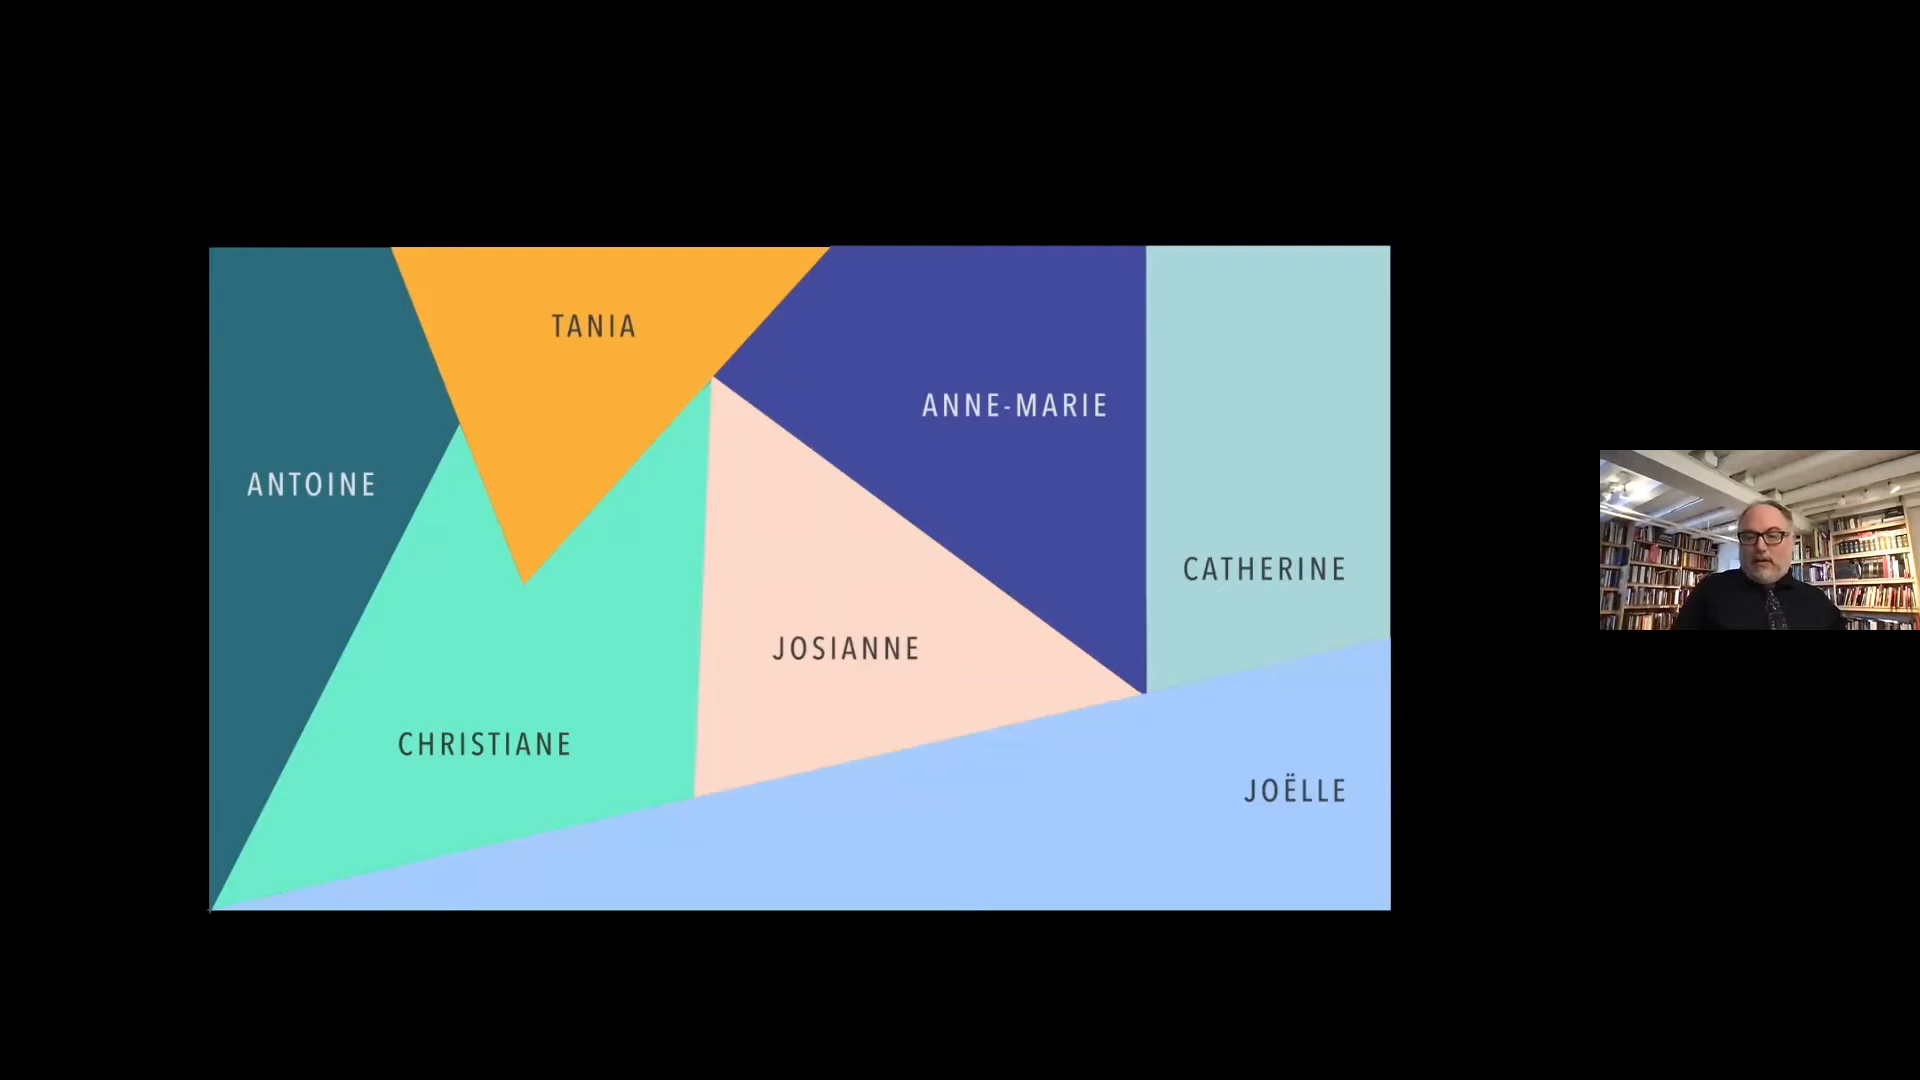 TANIA
ANNE-MARIE
ANTOINE
CATHERINE
JOSIANNE
CHRISTIANE
JOËLLE